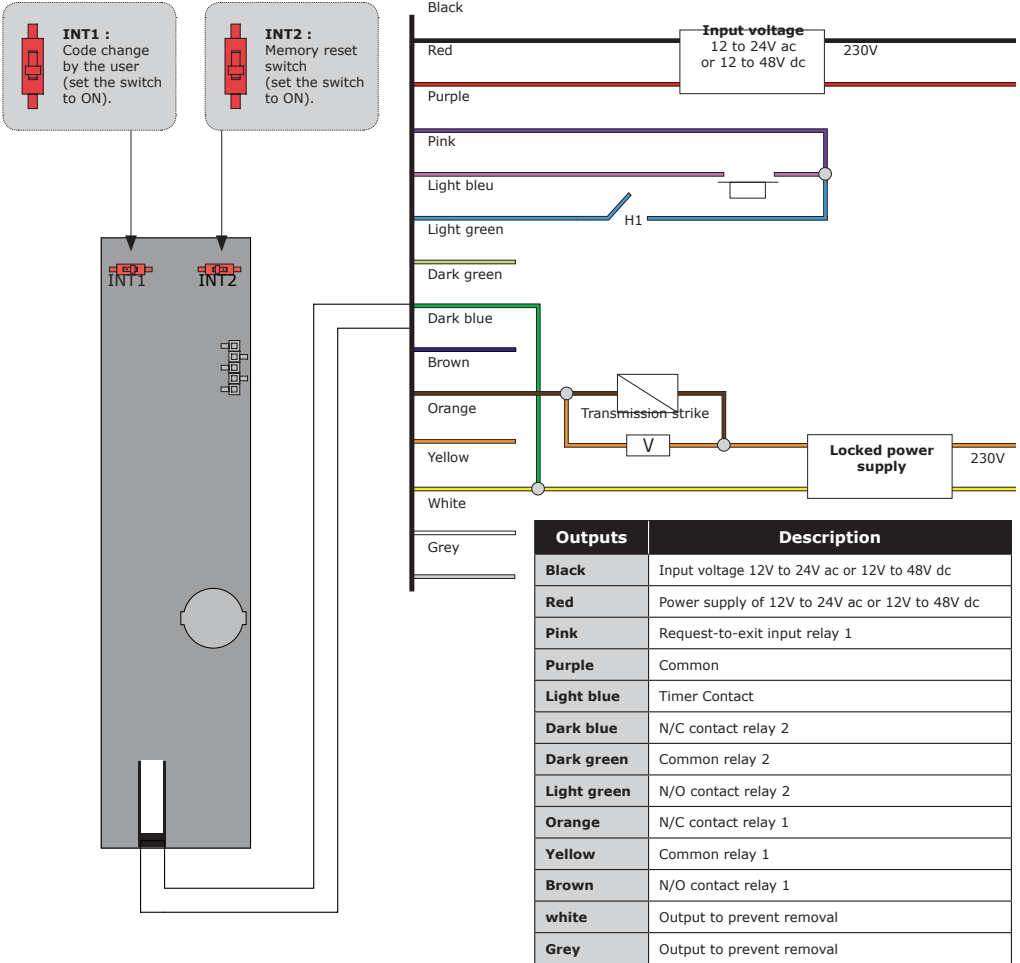 INT1 :
Code change
by the user
(set the switch
to ON).
INT2 :
Memory reset
switch
(set the switch
to ON).
INT1
INT2
Black
Red
Purple
Pink
Light bleu
Light green
Dark green
Dark blue
Brown
Orange
Yellow
White
Grey
Input voltage
12 to 24V ac
or 12 to 48V dc
230V
H1
Transmission strike
V
Locked power
supply
230V
Outputs Description
Black Input voltage 12V to 24V ac or 12V to 48V dc
Red Power supply of 12V to 24V ac or 12V to 48V dc
Pink Request-to-exit input relay 1
Purple Common
Light blue Timer Contact
Dark blue N/C contact relay 2
Dark green Common relay 2
Light green N/O contact relay 2
Orange N/C contact relay 1
Yellow Common relay 1
Brown N/O contact relay 1
white Output to prevent removal
Grey Output to prevent removal